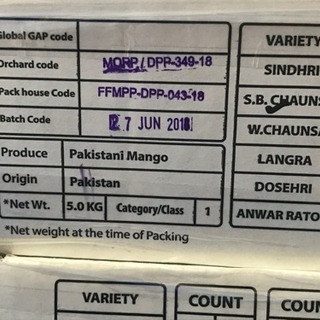 Global GAP code
Orchard code MORP/DPP-349-18
Pack house Code FFMPP-DPP-043-18
Batch Code 27 JUN 2018
Produce Pakistani Mango
Origin Pakistan
*Net Wt. 5.0 KG Category/Class 1
*Net weight at the time of Packing
VARIETY
SINDHRI
S.B. CHAUNS
W.CHAUNSA
LANGRA
DOSEHRI
ANWAR RATO
VARIETY COUNT COUN